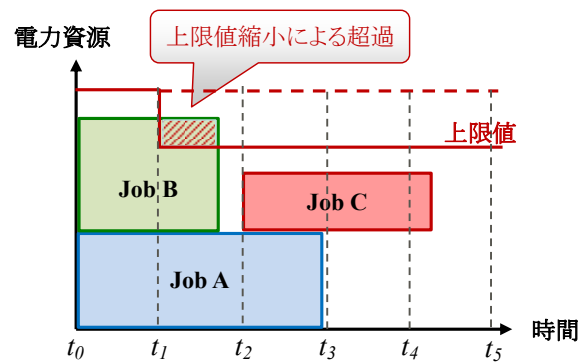 電力資源
上限値縮小による超過
上限値
Job B
Job C
Job A
t0 t1 t2 t3 t4 t5
時間